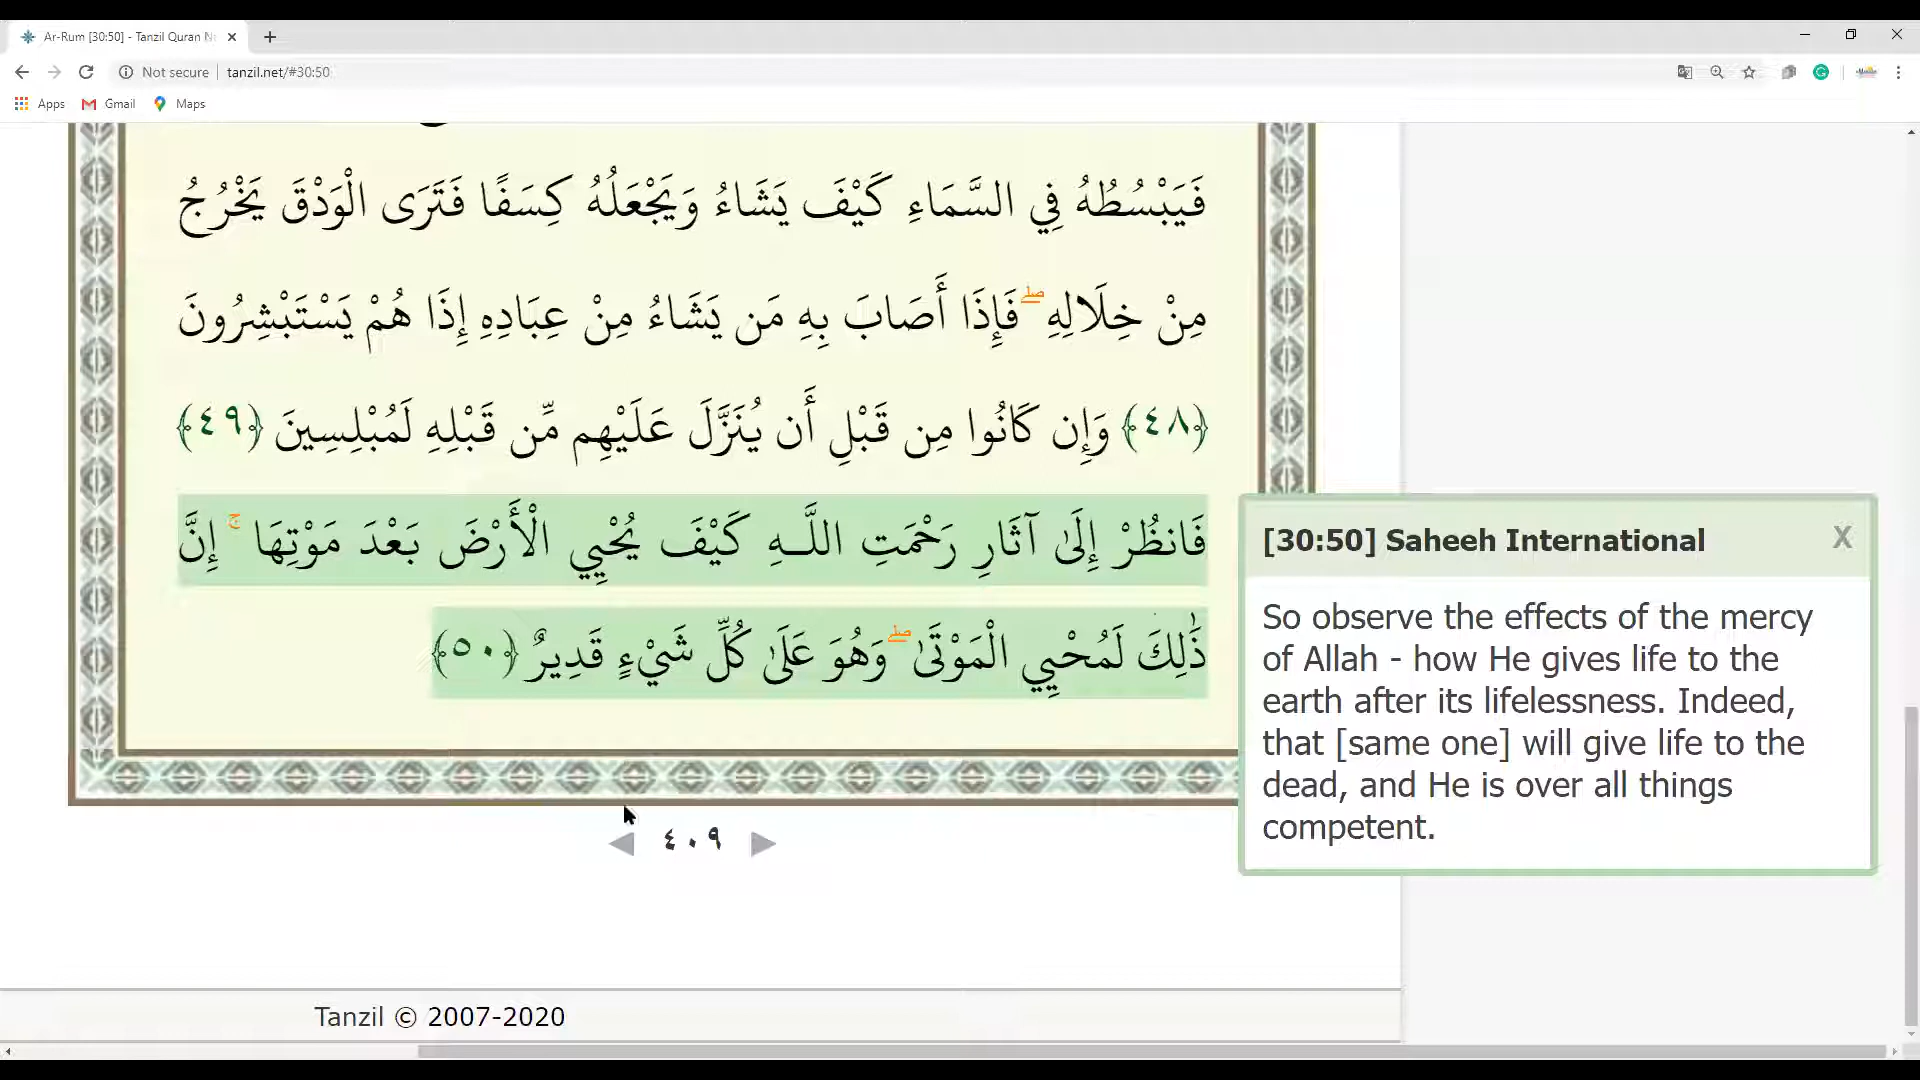 Ar-Rum [30:50] - Tanzil Quran N
Not secure
tanzil.net/#30:50
Apps
Gmail
Maps
فَيَبْسُطُهُ فِي السَّمَاءِ كَيْفَ يَشَاءُ وَيَجْعَلُهُ كِسَفًا فَتَرَى الْوَدْقَ يَخْرُجُ
مِنْ خِلَالِهِ ۖ فَإِذَا أَصَابَ بِهِ مَن يَشَاءُ مِنْ عِبَادِهِ إِذَا هُمْ يَسْتَبْشِرُونَ
﴿٤٨﴾ وَإِن كَانُوا مِن قَبْلِ أَن يُنَزَّلَ عَلَيْهِم مِّن قَبْلِهِ لَمُبْلِسِينَ ﴿٤٩﴾
فَانظُرْ إِلَىٰ آثَارِ رَحْمَتِ اللَّـهِ كَيْفَ يُحْيِي الْأَرْضَ بَعْدَ مَوْتِهَا ۚ إِنَّ
ذَٰلِكَ لَمُحْيِي الْمَوْتَىٰ ۖ وَهُوَ عَلَىٰ كُلِّ شَيْءٍ قَدِيرٌ ﴿٥٠﴾
[30:50] Saheeh International
X
So observe the effects of the mercy
of Allah - how He gives life to the
earth after its lifelessness. Indeed,
that [same one] will give life to the
dead, and He is over all things
competent.
٤٠٩
Tanzil © 2007-2020